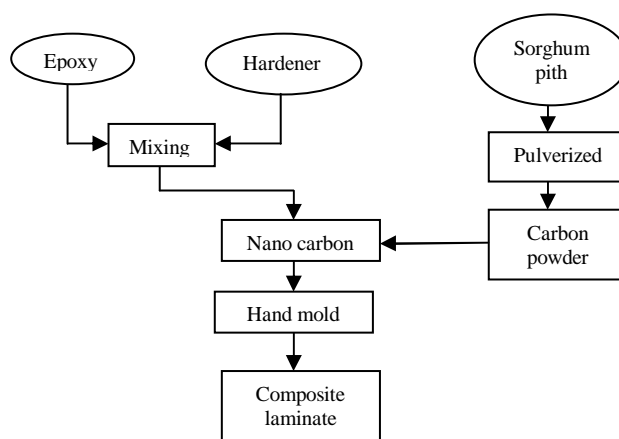 Epoxy
Hardener
Sorghum
pith
Mixing
Pulverized
Nano carbon
Carbon
powder
Hand mold
Composite
laminate